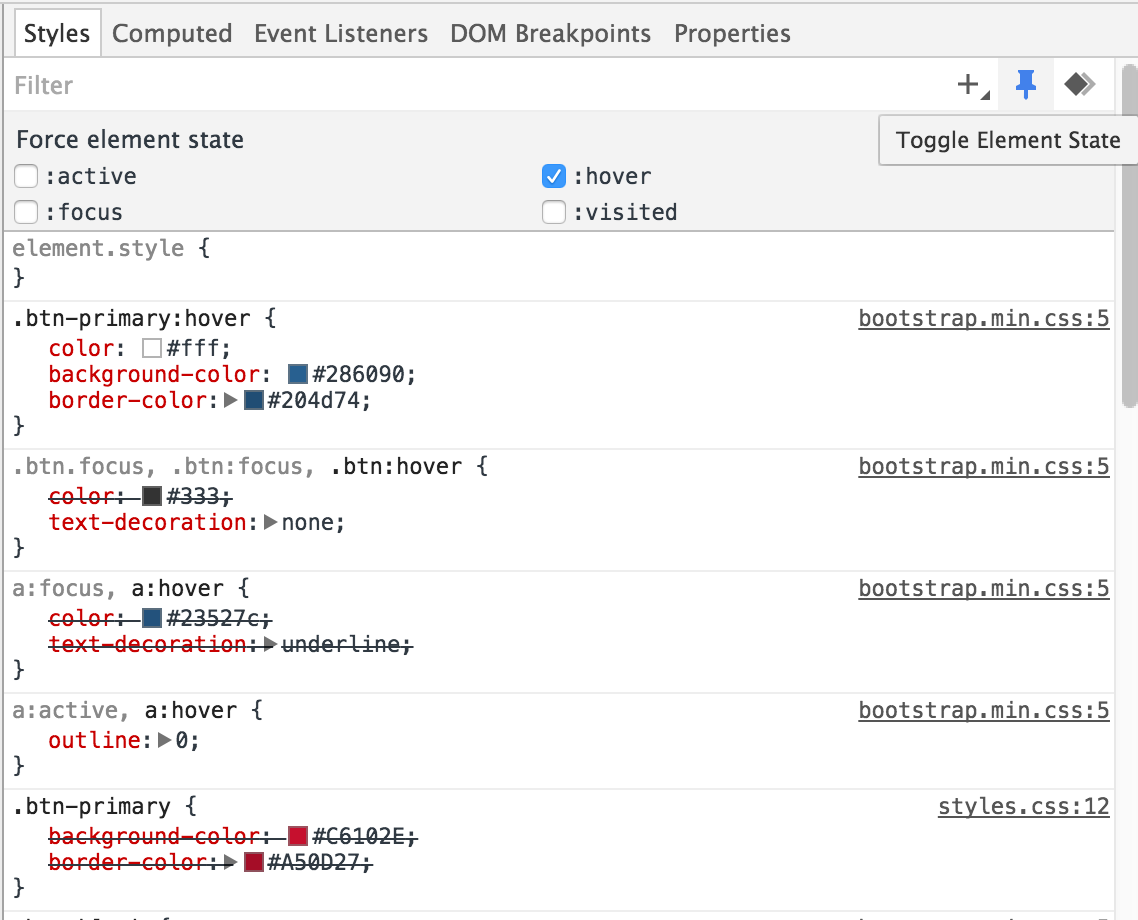 Styles Computed Event Listeners DOM Breakpoints Properties
Filter
Toggle Element State
Force element state
:active :hover
:focus :visited
element.style {
}
.btn-primary:hover { bootstrap.min.css:5
color: #fff;
background-color: #286090;
border-color: #204d74;
}
.btn.focus, .btn:focus, .btn:hover { bootstrap.min.css:5
color: #333;
text-decoration: none;
}
a:focus, a:hover { bootstrap.min.css:5
color: #23527c;
text-decoration: underline;
}
a:active, a:hover { bootstrap.min.css:5
outline: 0;
}
.btn-primary { styles.css:12
background-color: #C6102E;
border-color: #A50D27;
}